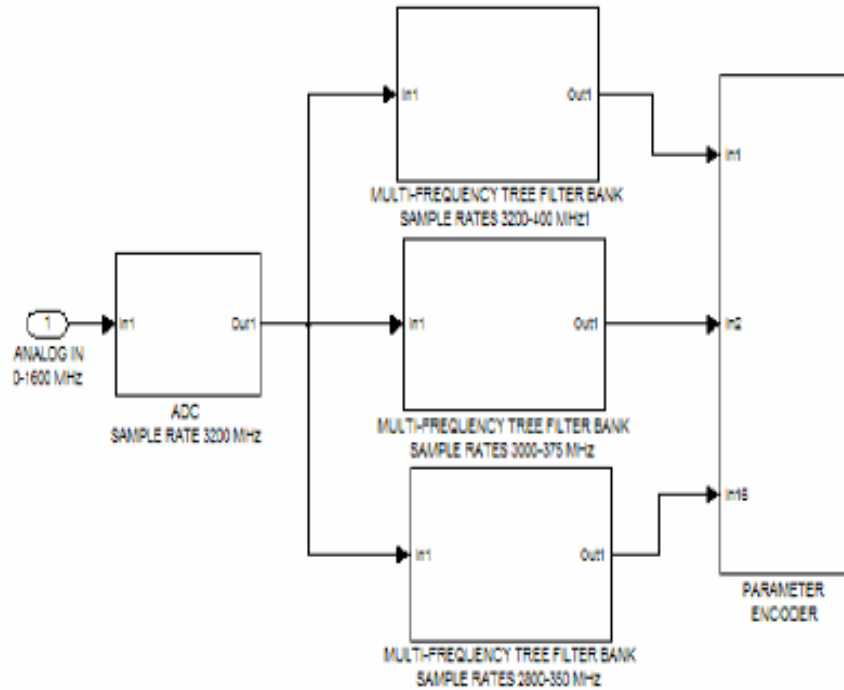 In1
Out1
MULTI-FREQUENCY TREE FILTER BANK
SAMPLE RATES 3200-400 MHz1
1
ANALOG IN
0-1600 MHz
In1
Out1
ADC
SAMPLE RATE 3200 MHz
In1
Out1
MULTI-FREQUENCY TREE FILTER BANK
SAMPLE RATES 3000-375 MHz
In1
Out1
MULTI-FREQUENCY TREE FILTER BANK
SAMPLE RATES 2800-350 MHz
In1
In2
In16
PARAMETER
ENCODER